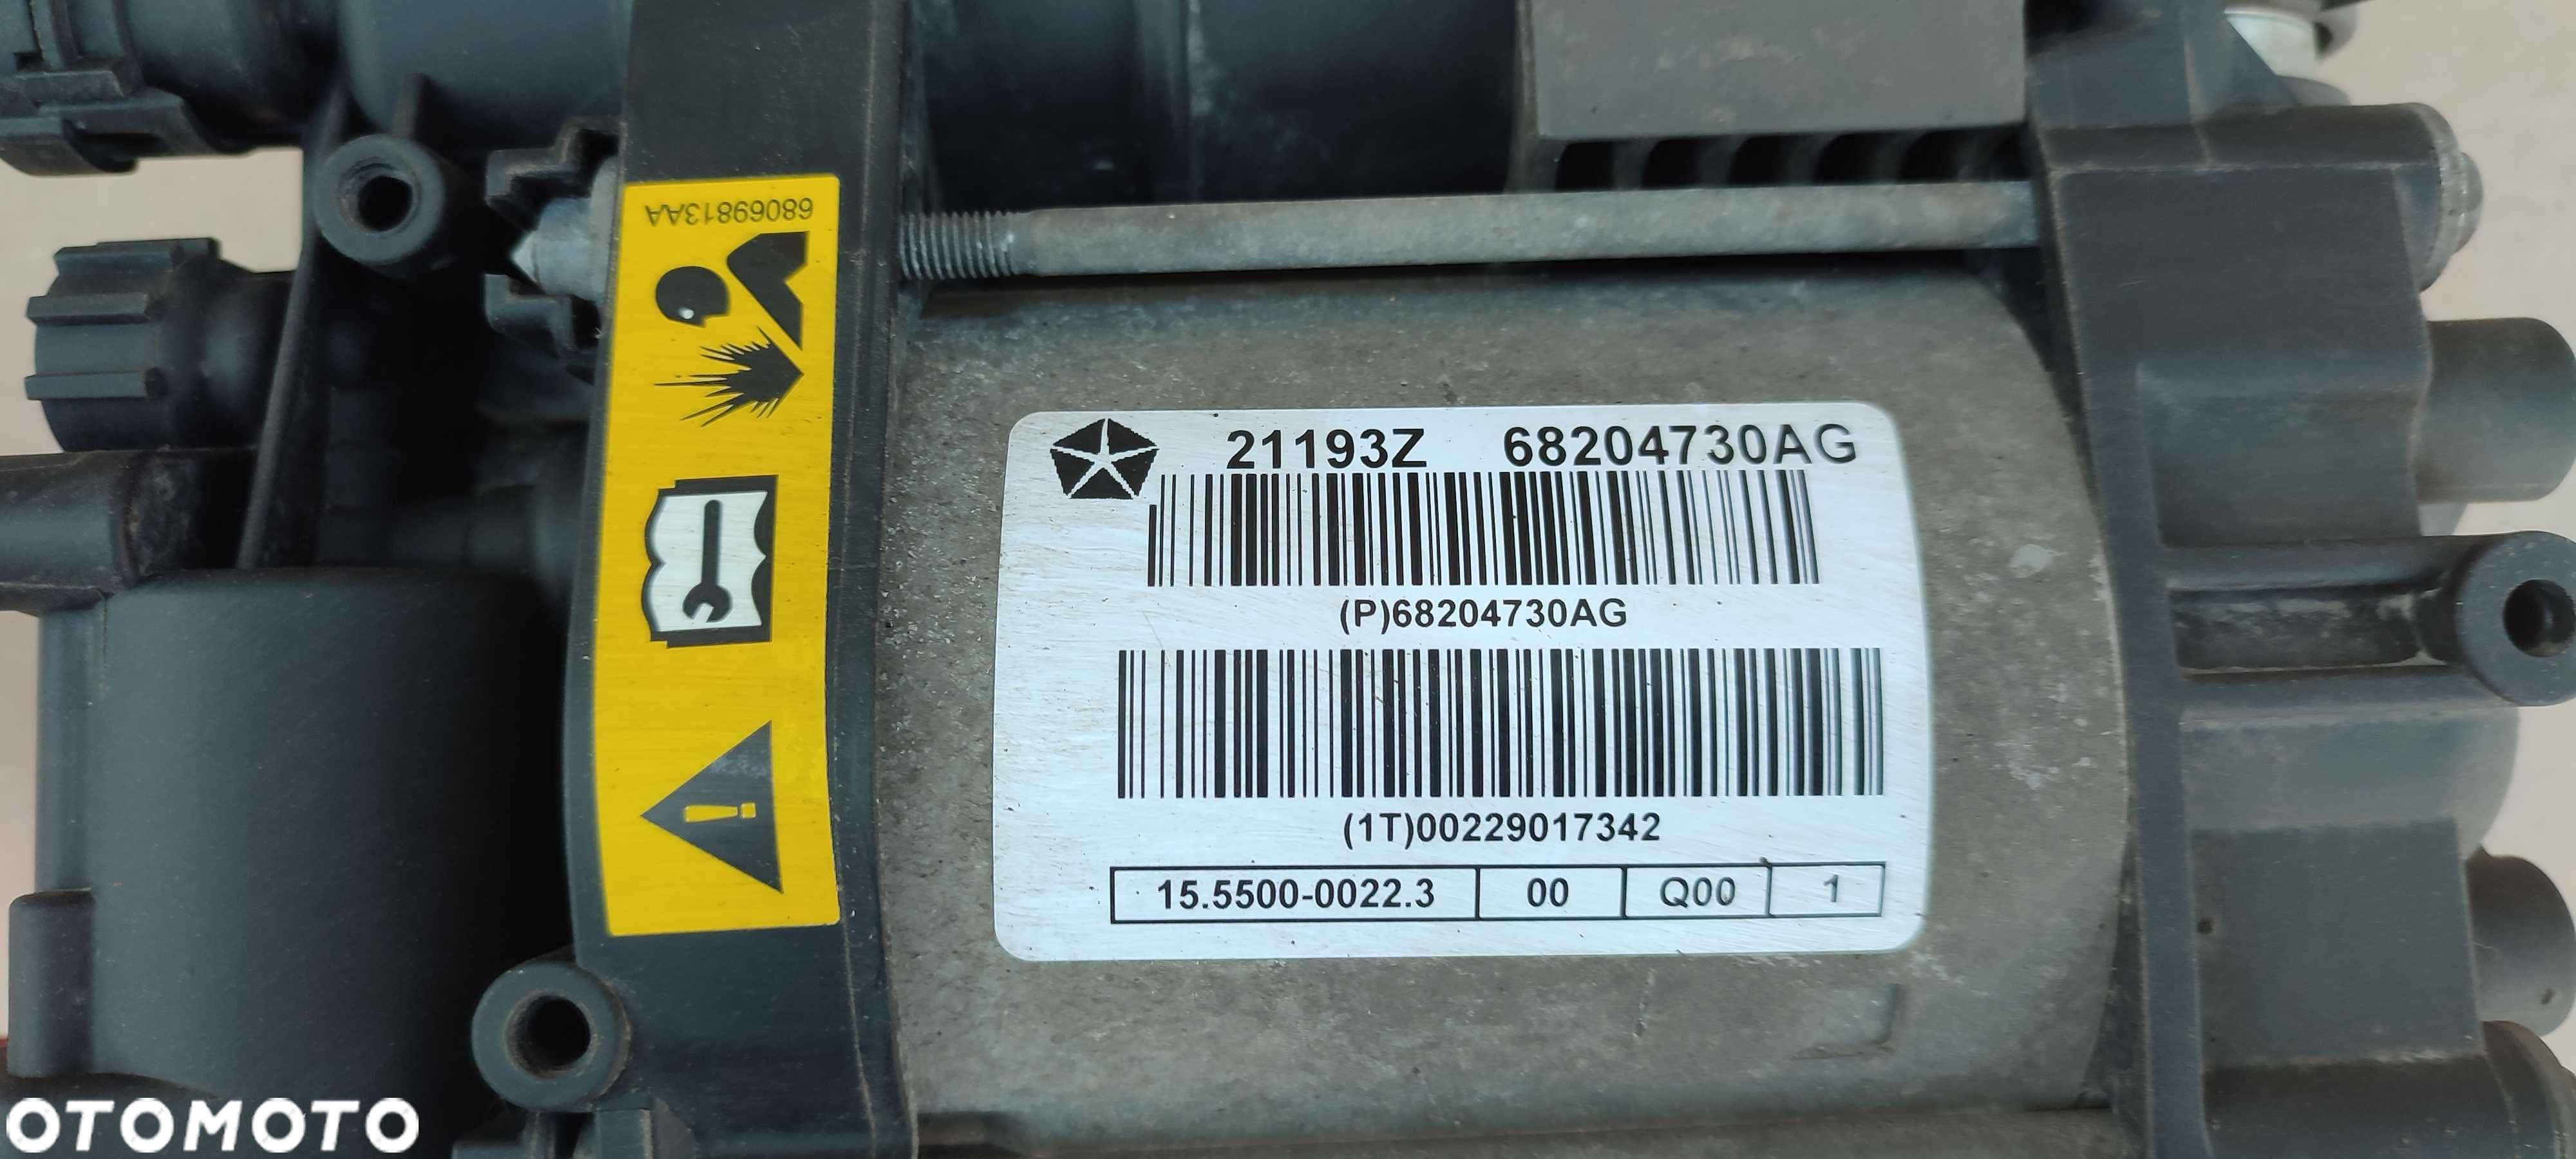 68069813AA
21193Z 68204730AG
(P)68204730AG
(1T)00229017342
15.5500-0022.3 00 Q00 1
OTOMOTO